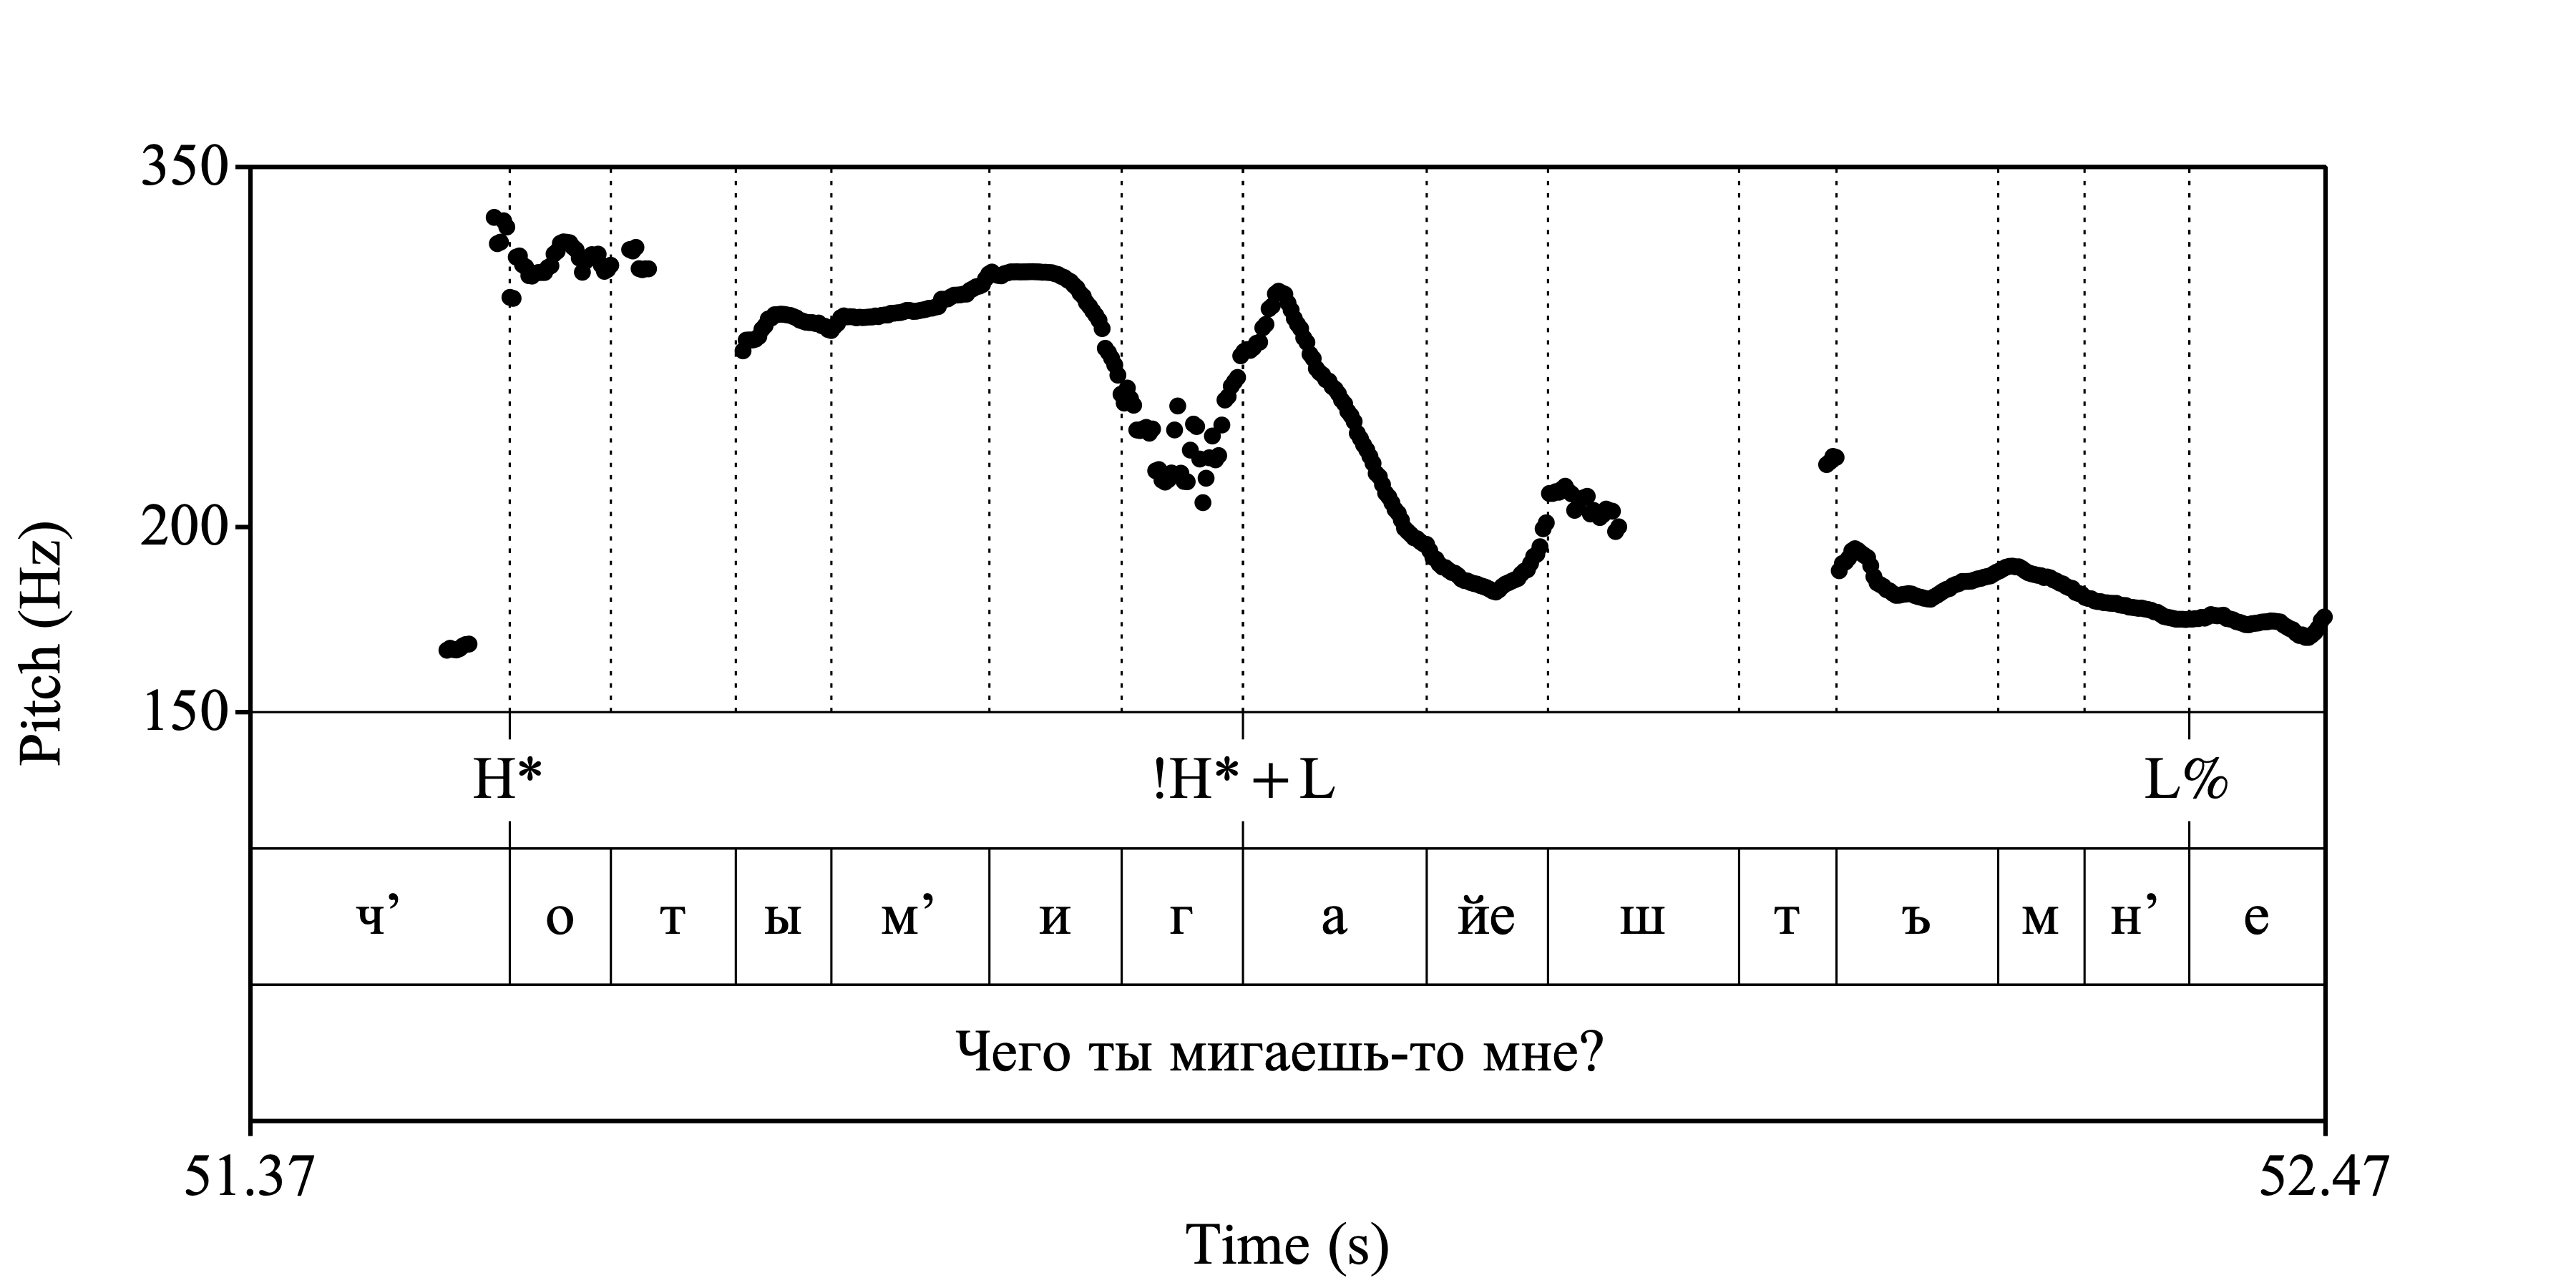 350
200
150
Pitch (Hz)
H* !H* + L L%
ч’ о т ы м’ и г а йе ш т ъ м н’ е
Чего ты мигаешь-то мне?
51.37 52.47
Time (s)